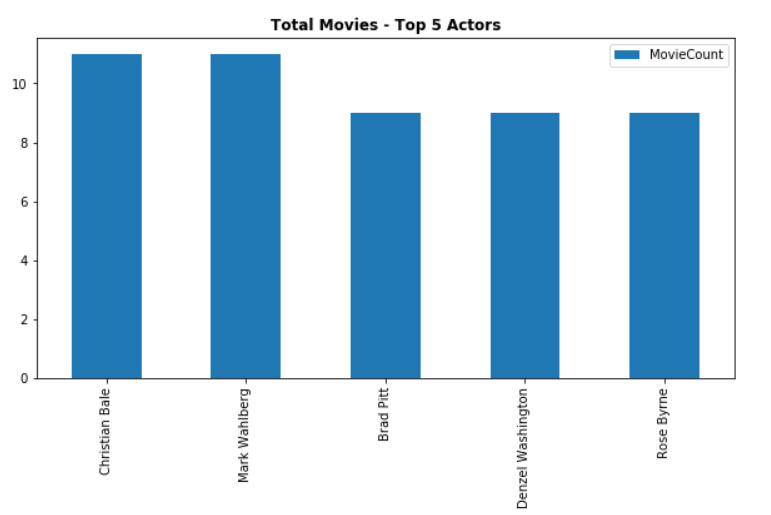 Total Movies - Top 5 Actors
MovieCount
10
8
6
4
2
0
Christian Bale
Mark Wahlberg
Brad Pitt
Denzel Washington
Rose Byrne